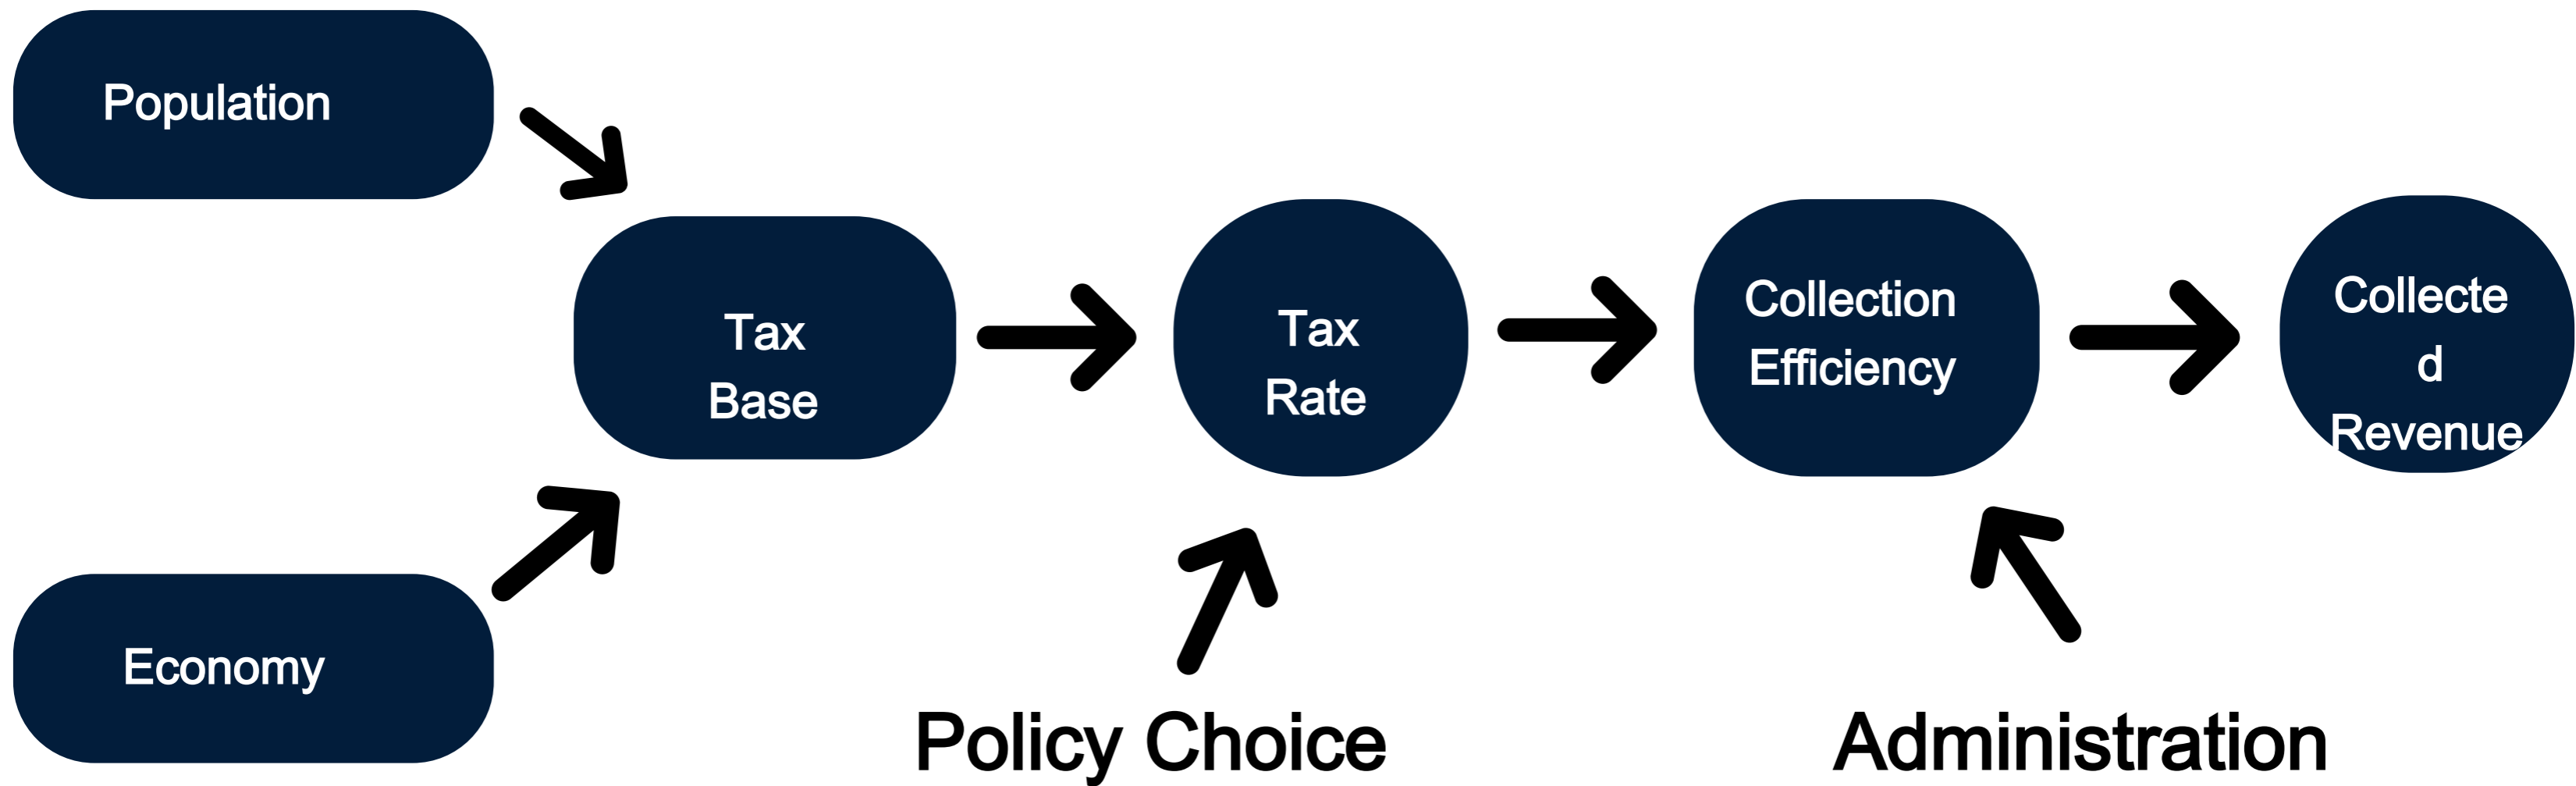 Population
Tax
Base
Tax
Rate
Collection
Efficiency
Collecte
d
Revenue
Economy
Policy Choice
Administration